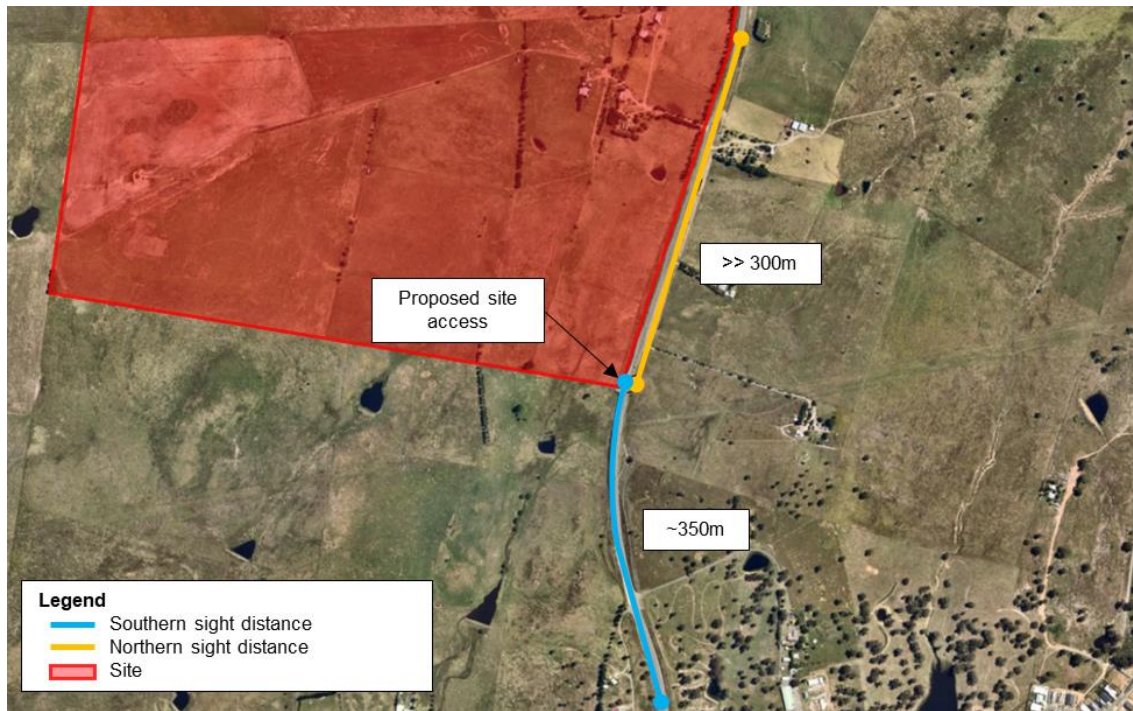 >> 300m
Proposed site
access
~350m
Legend
Southern sight distance
Northern sight distance
Site